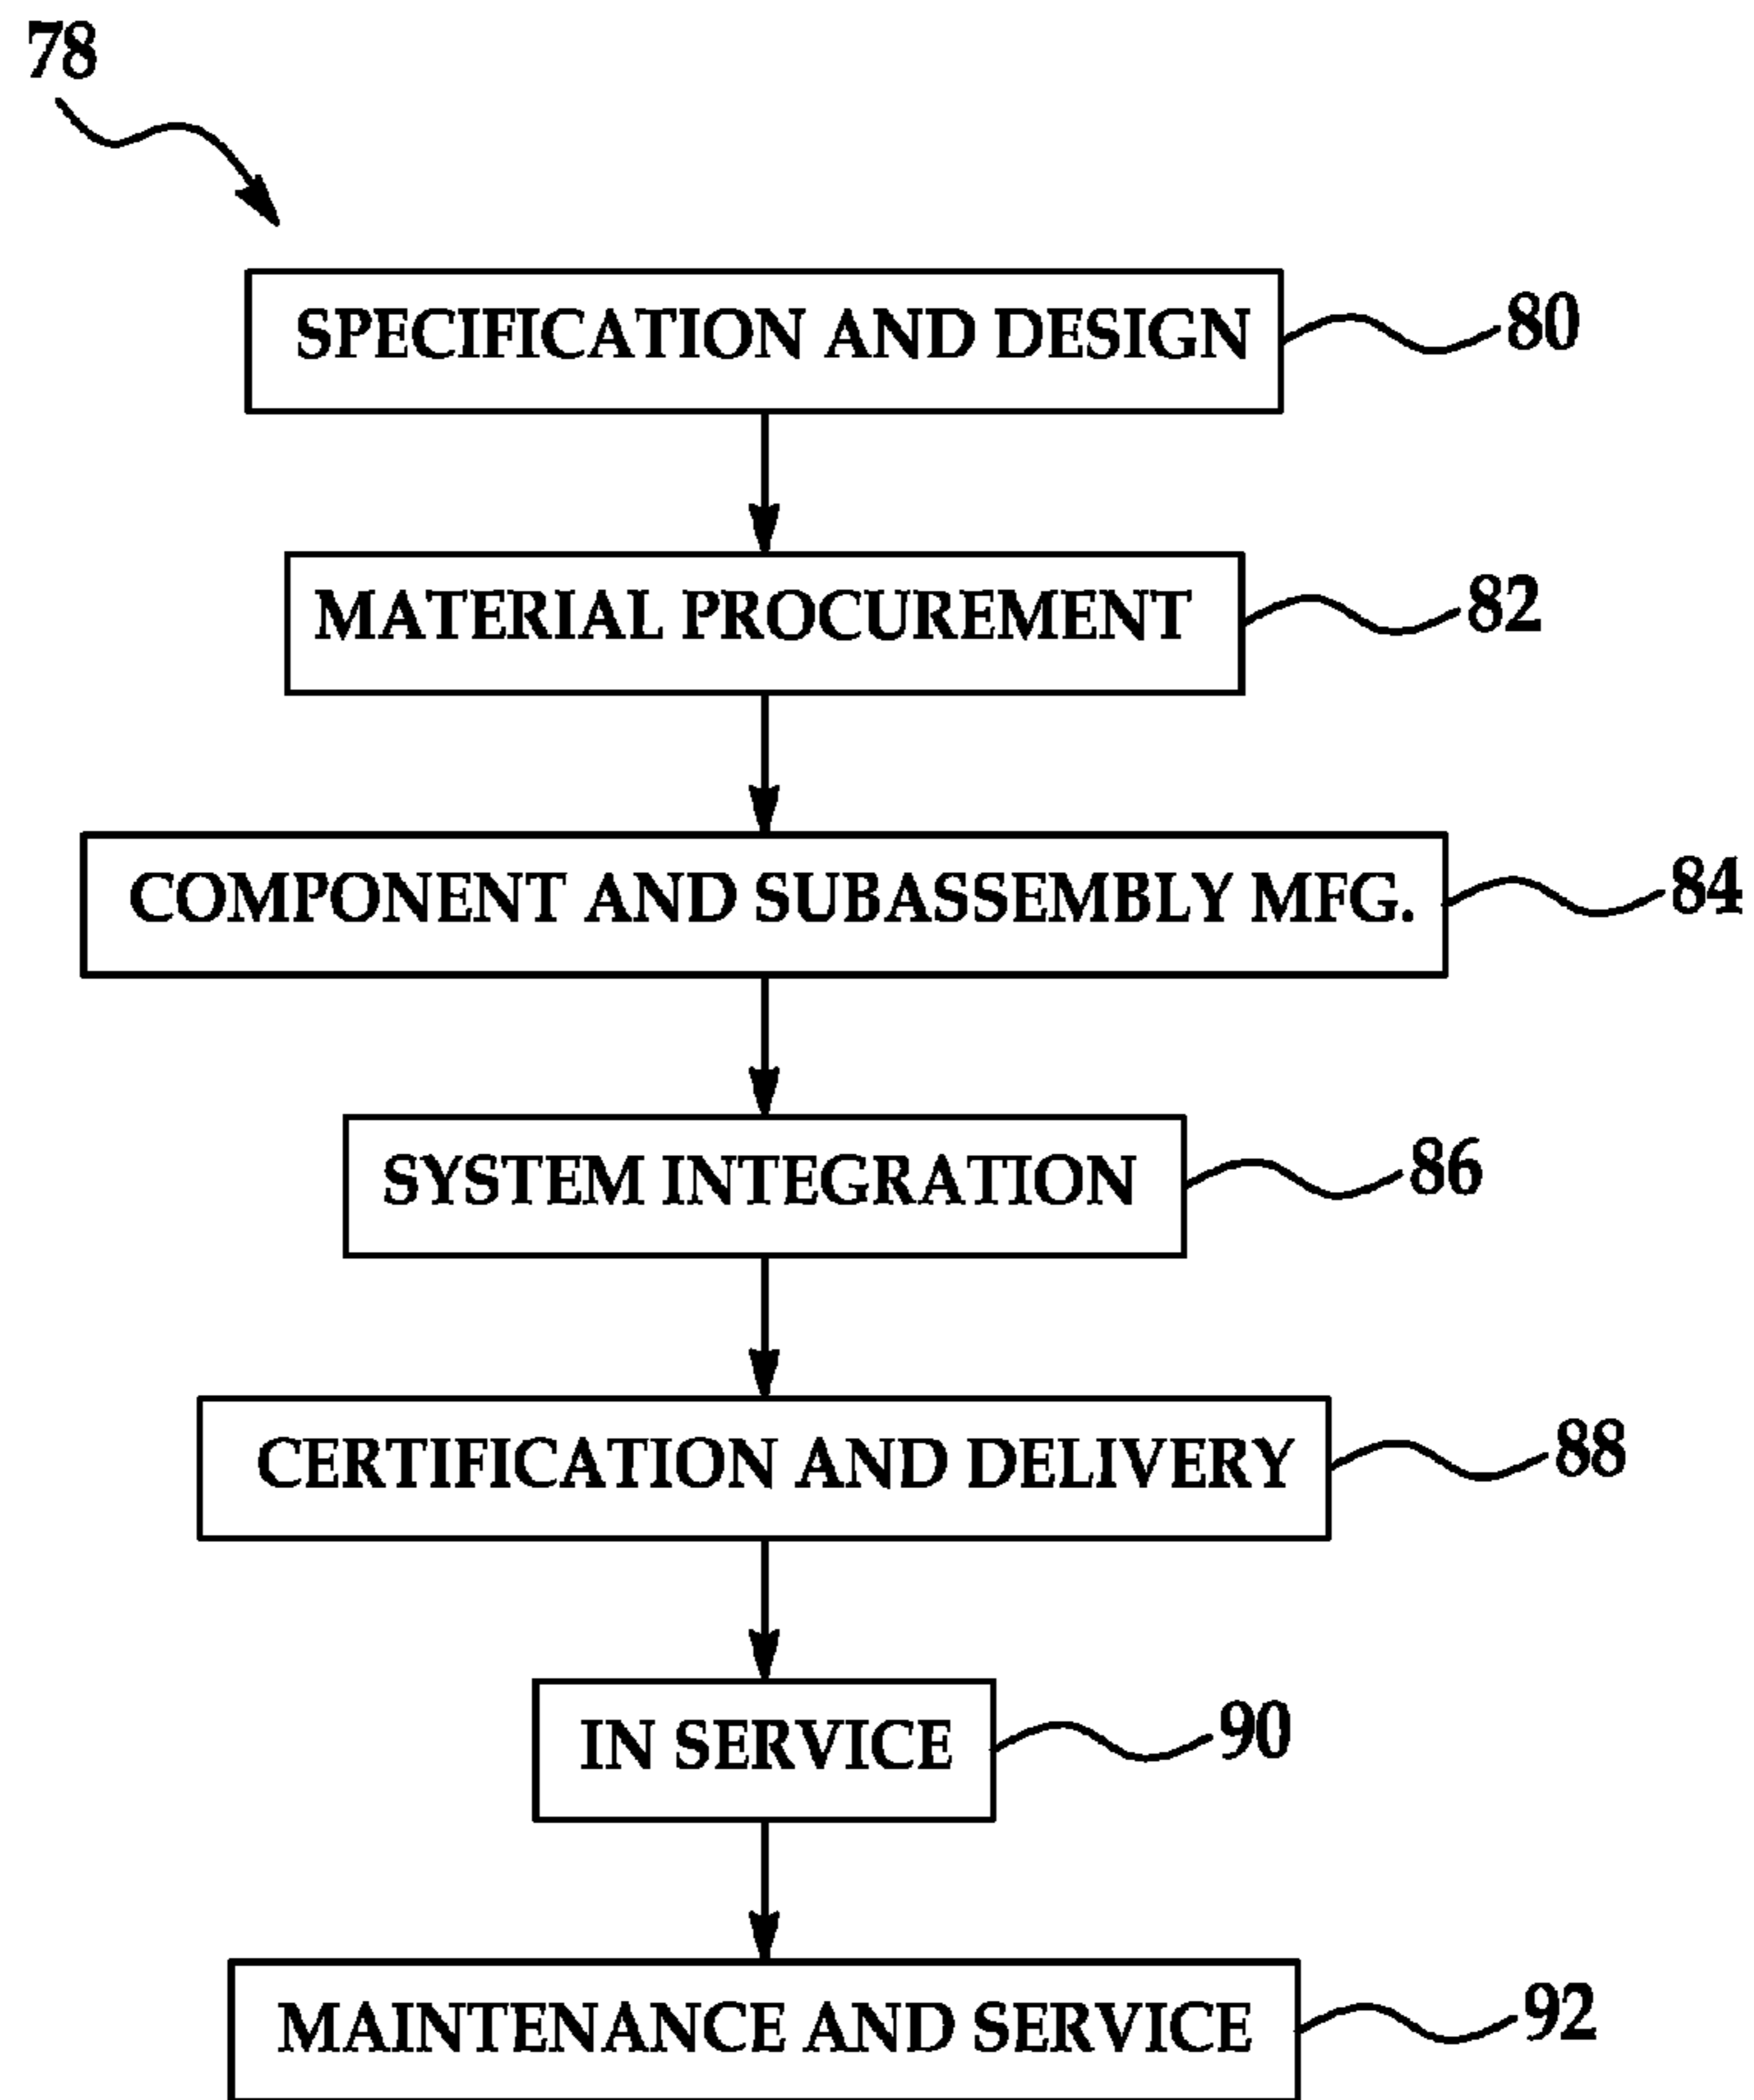 78
SPECIFICATION AND DESIGN 80
MATERIAL PROCUREMENT 82
COMPONENT AND SUBASSEMBLY MFG. 84
SYSTEM INTEGRATION 86
CERTIFICATION AND DELIVERY 88
IN SERVICE 90
MAINTENANCE AND SERVICE 92